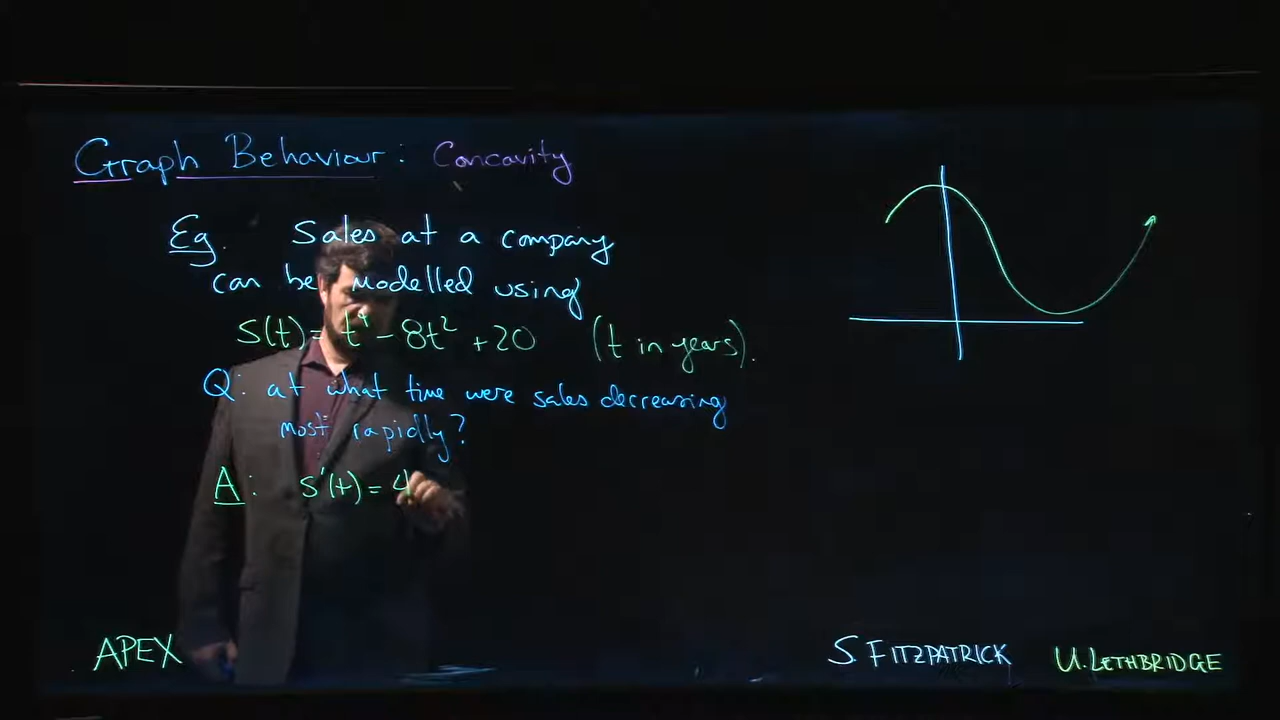 Graph Behaviour: Concavity
Eg. Sales at a company
can be modelled using
S(t) = t⁴ - 8t² + 20 (t in years).
Q: at what time were sales decreasing
most rapidly?
A: S'(t) = 4
APEX
S. FITZPATRICK U. LETHBRIDGE